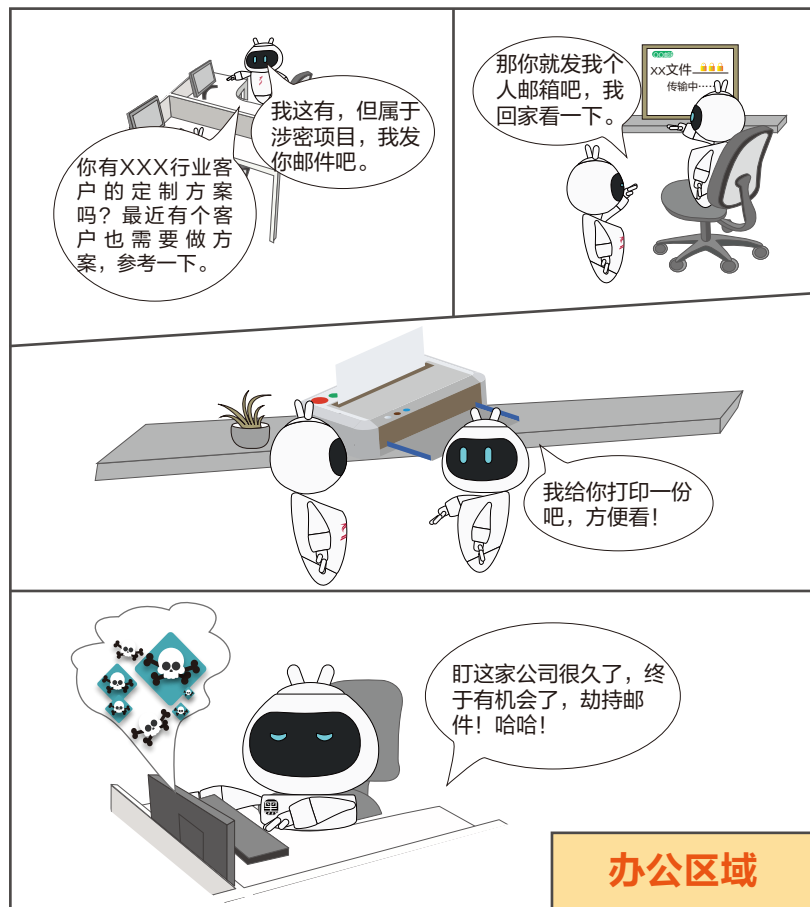 你有XXX行业客
户的定制方案
吗？最近有个客
户也需要做方
案，参考一下。
我这有，但属于
涉密项目，我发
你邮件吧。
那你就发我个
人邮箱吧，我
回家看一下。
XX文件
传输中……
我给你打印一份
吧，方便看！
盯这家公司很久了，终
于有机会了，劫持邮
件！哈哈！
黑
办公区域